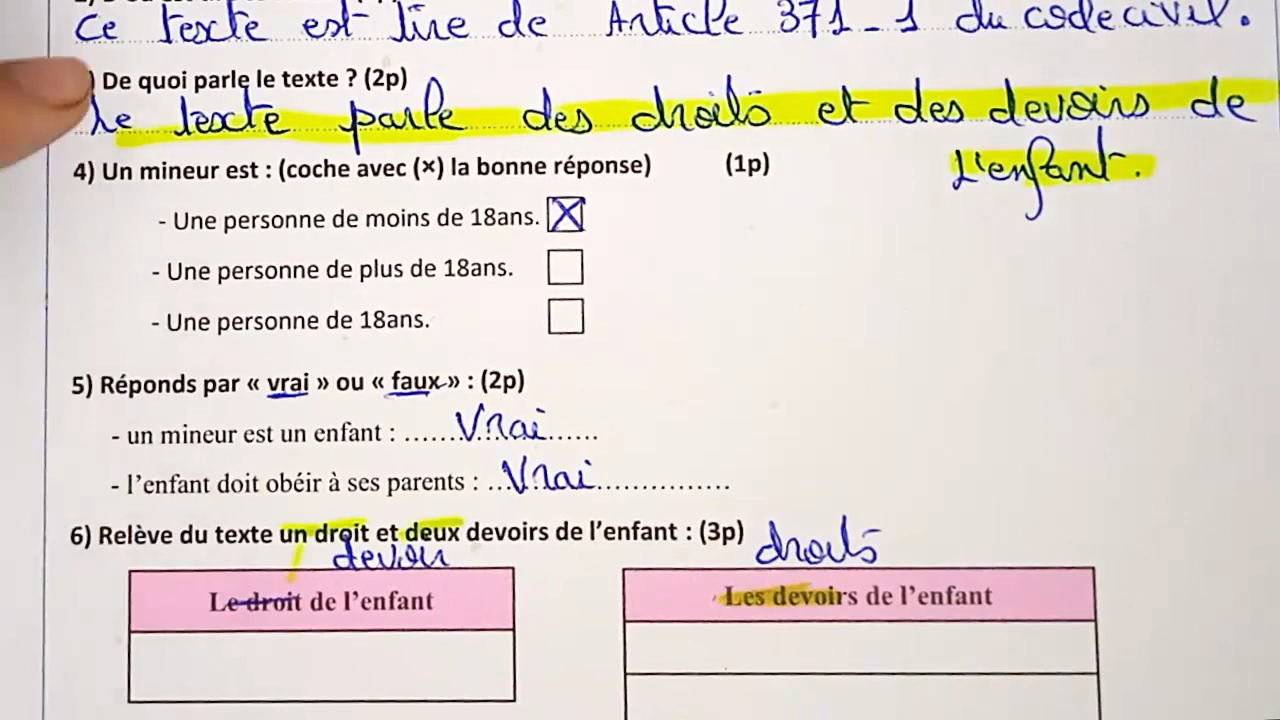 Ce texte est tiré de Article 371-1 du code civil.
) De quoi parle le texte ? (2p)
Le texte parle des droits et des devoirs de
L'enfant.
4) Un mineur est : (coche avec (×) la bonne réponse) (1p)
- Une personne de moins de 18ans. X
- Une personne de plus de 18ans.
- Une personne de 18ans.
5) Réponds par « vrai » ou « faux » : (2p)
- un mineur est un enfant : ......Vrai......
- l'enfant doit obéir à ses parents : ...Vrai...............
6) Relève du texte un droit et deux devoirs de l'enfant : (3p)
devoir droits
Le droit de l'enfant Les devoirs de l'enfant